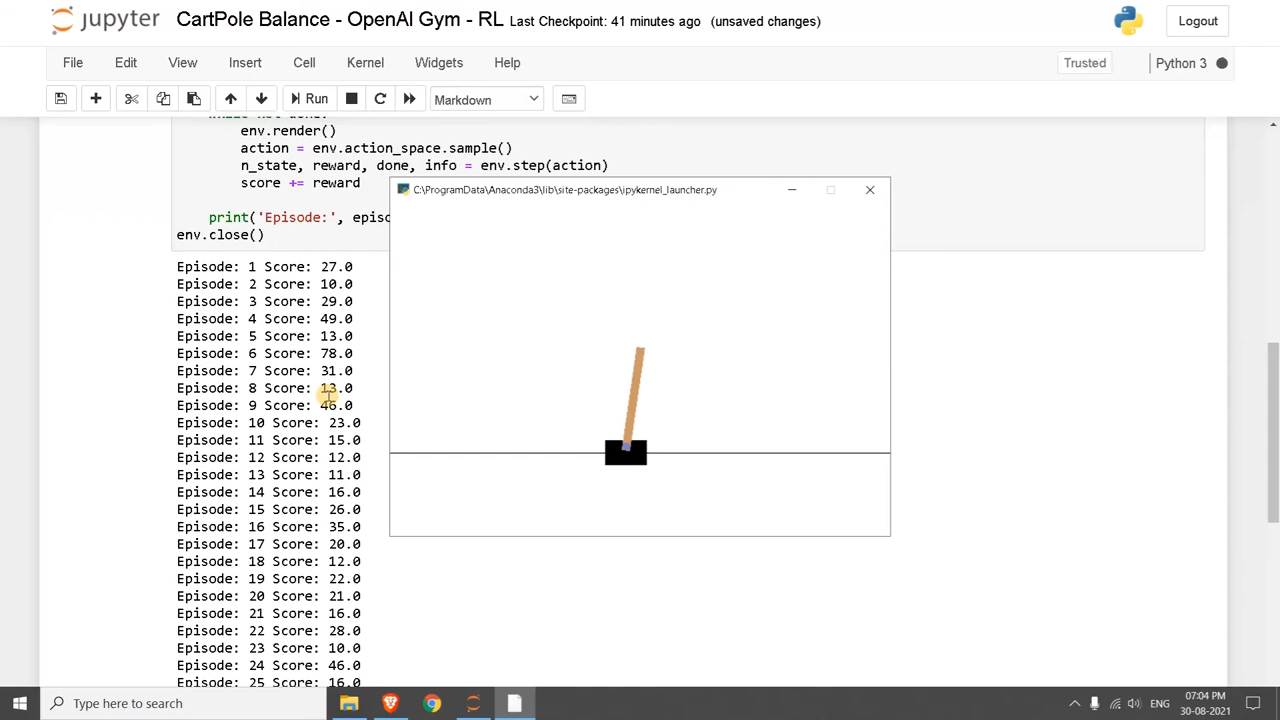 jupyter CartPole Balance - OpenAI Gym - RL Last Checkpoint: 41 minutes ago (unsaved changes) Logout
File Edit View Insert Cell Kernel Widgets Help Trusted Python 3
Run Markdown
env.render()
action = env.action_space.sample()
n_state, reward, done, info = env.step(action)
score += reward
C:\ProgramData\Anaconda3\lib\site-packages\ipykernel_launcher.py
print('Episode:', episo
env.close()
Episode: 1 Score: 27.0
Episode: 2 Score: 10.0
Episode: 3 Score: 29.0
Episode: 4 Score: 49.0
Episode: 5 Score: 13.0
Episode: 6 Score: 78.0
Episode: 7 Score: 31.0
Episode: 8 Score: 13.0
Episode: 9 Score: 46.0
Episode: 10 Score: 23.0
Episode: 11 Score: 15.0
Episode: 12 Score: 12.0
Episode: 13 Score: 11.0
Episode: 14 Score: 16.0
Episode: 15 Score: 26.0
Episode: 16 Score: 35.0
Episode: 17 Score: 20.0
Episode: 18 Score: 12.0
Episode: 19 Score: 22.0
Episode: 20 Score: 21.0
Episode: 21 Score: 16.0
Episode: 22 Score: 28.0
Episode: 23 Score: 10.0
Episode: 24 Score: 46.0
Episode: 25 Score: 16.0
Type here to search
ENG
07:04 PM
30-08-2021